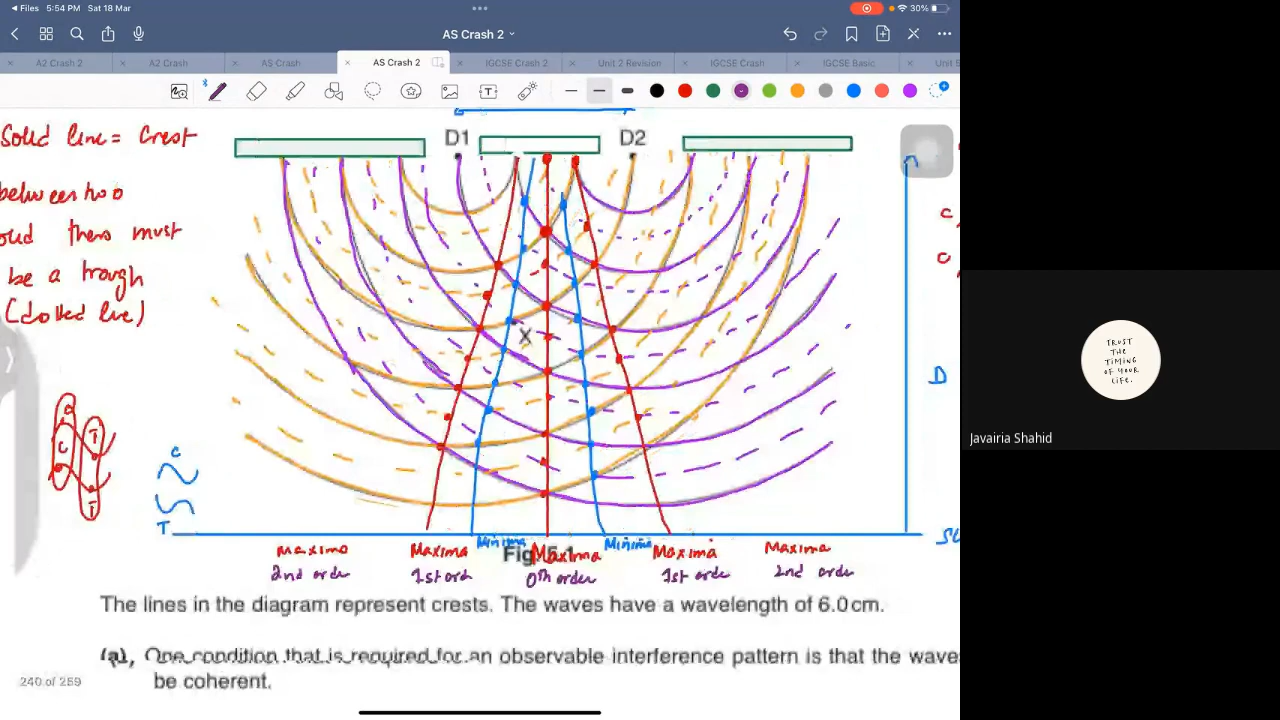 Files 5:54 PM Sat 18 Mar
30%
AS Crash 2
A2 Crash 2
A2 Crash
AS Crash
AS Crash 2
IGCSE Crash 2
Unit 2 Revision
IGCSE Crash
IGCSE Basic
Unit 5
Solid line = Crest
between two
must
be a trough
(dotted line)
D1
D2
X
D
C
T
C
T
T
Minima
Minima
Maxima
Maxima
Maxima
Maxima
Maxima
2nd order
1st ord
0th order
1st order
2nd order
The lines in the diagram represent crests. The waves have a wavelength of 6.0cm.
(a) One condition that is required for an observable interference pattern is that the waves
be coherent.
240 of 259
TRUST
THE
TIMING
OF YOUR
LIFE.
Javairia Shahid